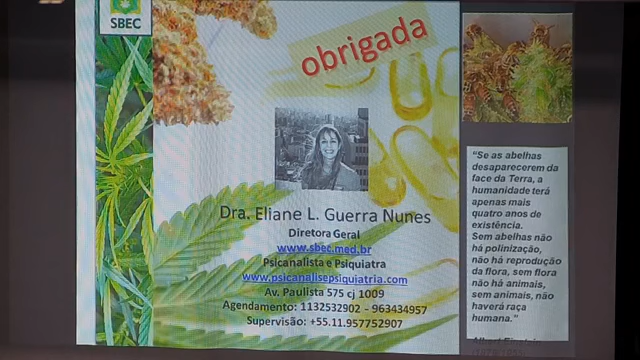 SBEC
obrigada
Dra. Eliane L. Guerra Nunes
Diretora Geral
www.sbec.med.br
Psicanalista e Psiquiatra
www.psicanalisepsiquiatria.com
Av. Paulista 575 cj 1009
Agendamento: 1132532902 - 963434957
Supervisão: +55.11.957752907
"Se as abelhas
desaparecerem da
face da Terra, a
humanidade terá
apenas mais
quatro anos de
existência.
Sem abelhas não
há polinização,
não há reprodução
da flora, sem flora
não há animais,
sem animais, não
haverá raça
humana."